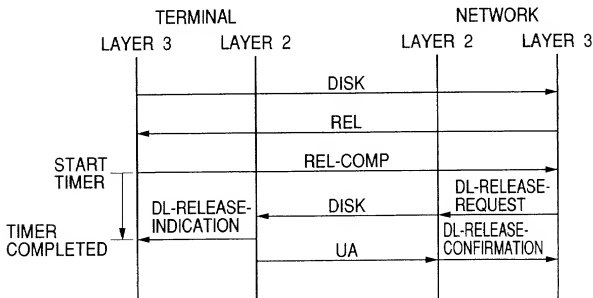 TERMINAL NETWORK
LAYER 3 LAYER 2 LAYER 2 LAYER 3
DISK
REL
REL-COMP
START
TIMER
DL-RELEASE-
REQUEST
DL-RELEASE-
INDICATION
DISK
TIMER
COMPLETED
DL-RELEASE-
CONFIRMATION
UA